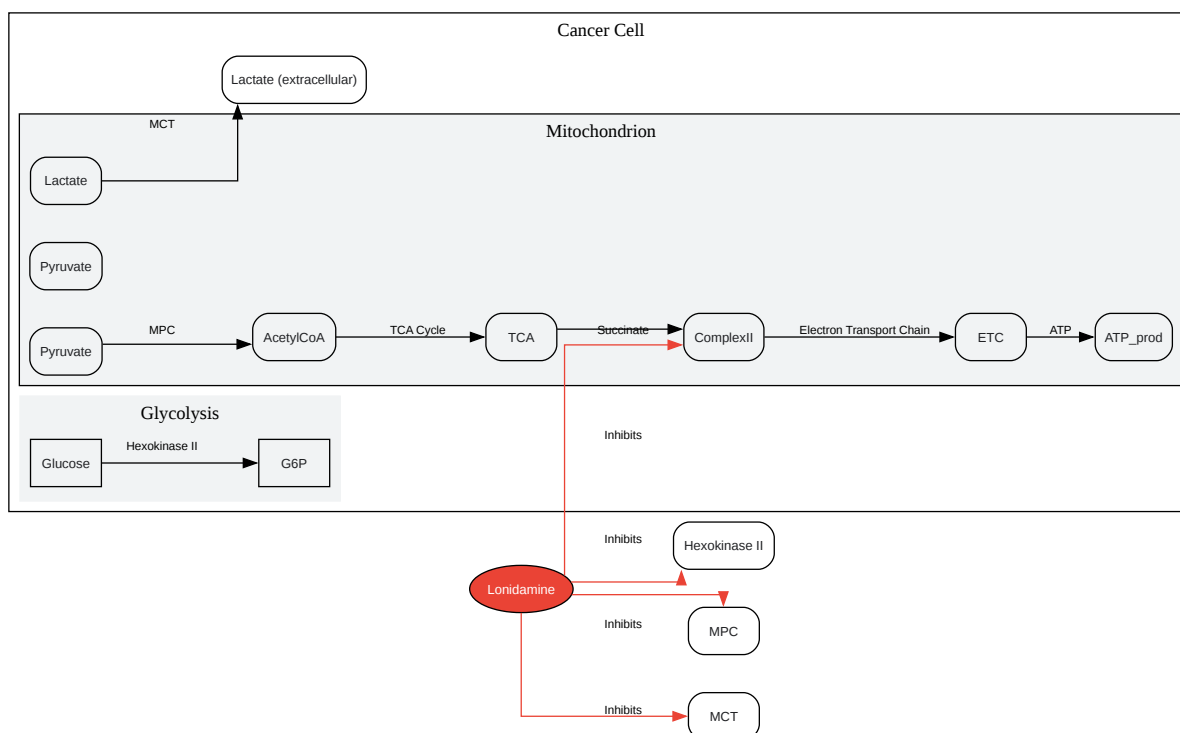 Cancer Cell
Lactate (extracellular)
MCT
Mitochondrion
Lactate
Pyruvate
Pyruvate
MPC
AcetylCoA
TCA Cycle
TCA
Succinate
ComplexII
Electron Transport Chain
ETC
ATP
ATP_prod
Glycolysis
Glucose
Hexokinase II
G6P
Inhibits
Inhibits
Hexokinase II
Lonidamine
Inhibits
MPC
Inhibits
MCT